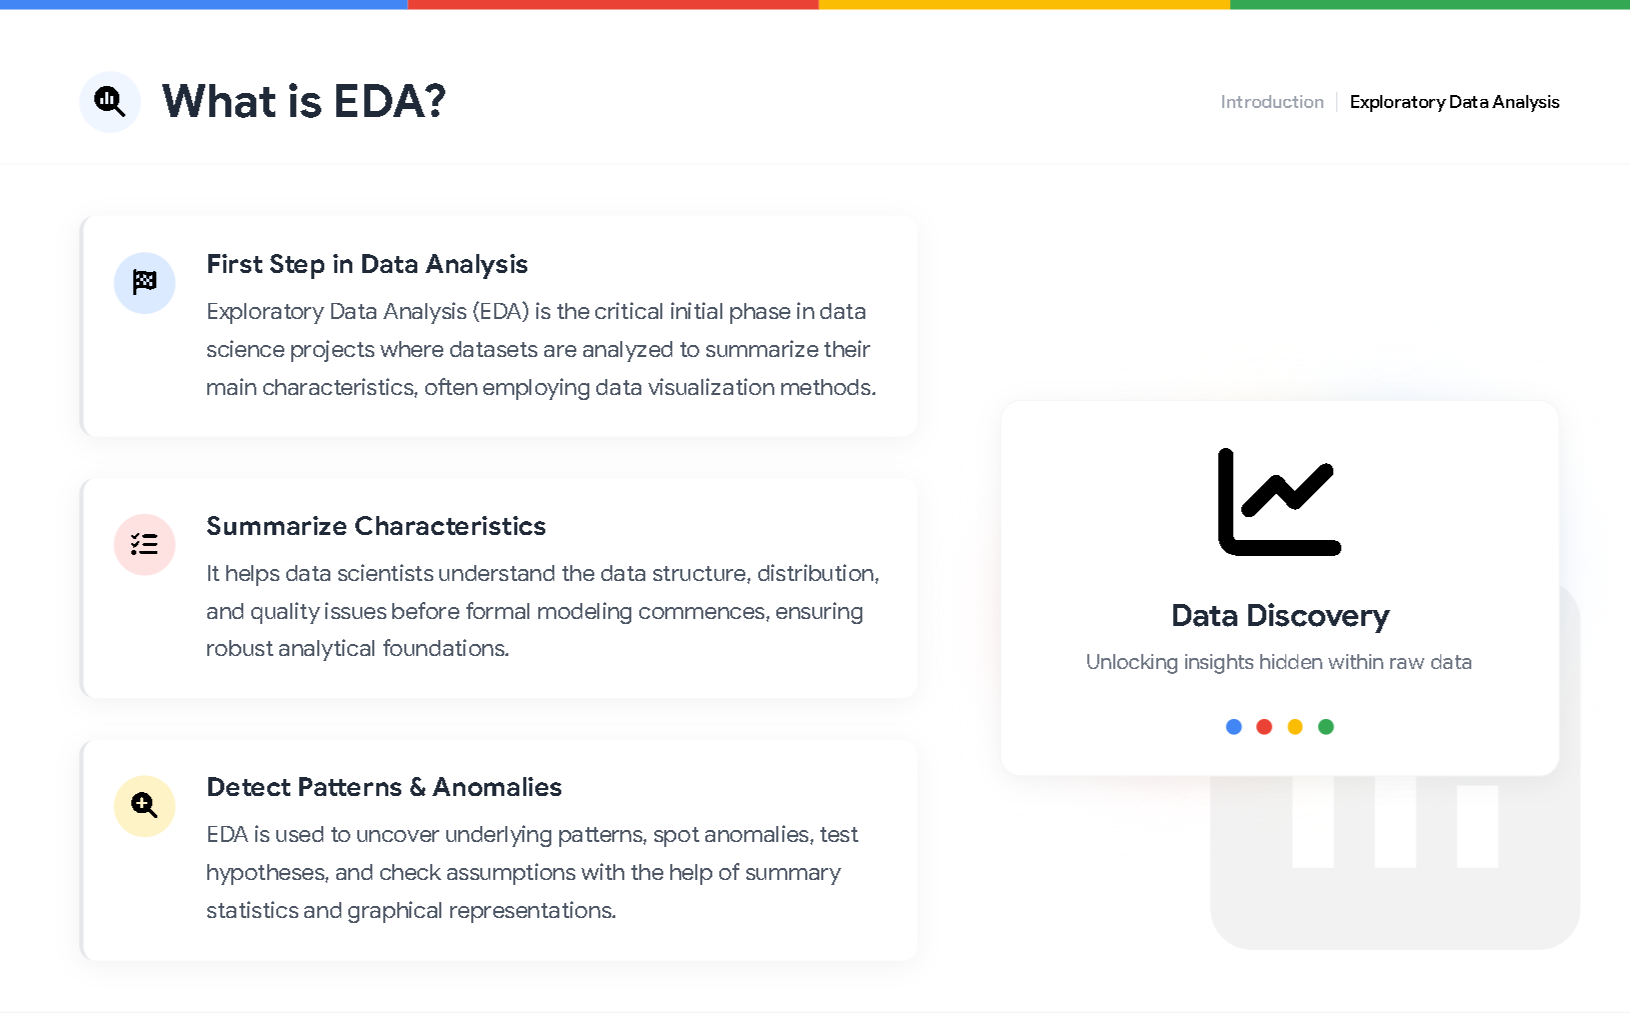 What is EDA?
Introduction
Exploratory Data Analysis
First Step in Data Analysis
Exploratory Data Analysis (EDA) is the critical initial phase in data
science projects where datasets are analyzed to summarize their
main characteristics, often employing data visualization methods.
Summarize Characteristics
It helps data scientists understand the data structure, distribution,
and quality issues before formal modeling commences, ensuring
robust analytical foundations.
Detect Patterns & Anomalies
EDA is used to uncover underlying patterns, spot anomalies, test
hypotheses, and check assumptions with the help of summary
statistics and graphical representations.
Data Discovery
Unlocking insights hidden within raw data